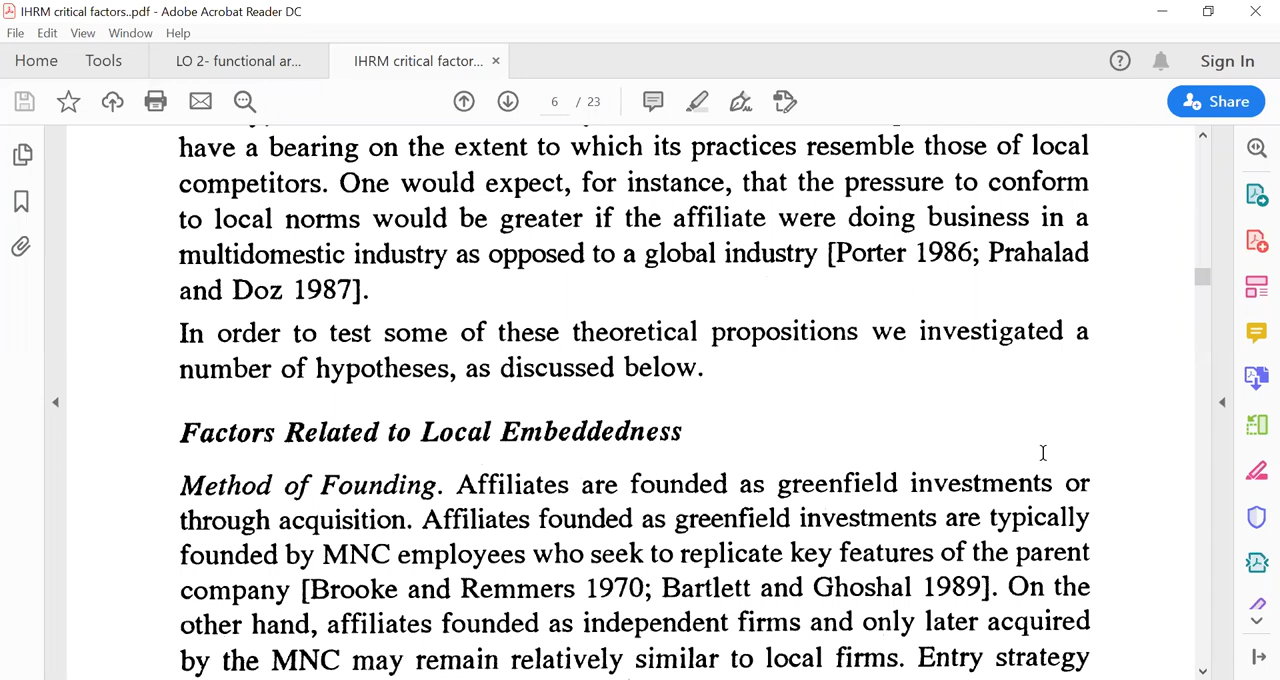 IHRM critical factors..pdf - Adobe Acrobat Reader DC
File Edit View Window Help
Home Tools LO 2- functional ar... IHRM critical factor... × Sign In
6 / 23 Share
have a bearing on the extent to which its practices resemble those of local
competitors. One would expect, for instance, that the pressure to conform
to local norms would be greater if the affiliate were doing business in a
multidomestic industry as opposed to a global industry [Porter 1986; Prahalad
and Doz 1987].
In order to test some of these theoretical propositions we investigated a
number of hypotheses, as discussed below.
Factors Related to Local Embeddedness
Method of Founding. Affiliates are founded as greenfield investments or
through acquisition. Affiliates founded as greenfield investments are typically
founded by MNC employees who seek to replicate key features of the parent
company [Brooke and Remmers 1970; Bartlett and Ghoshal 1989]. On the
other hand, affiliates founded as independent firms and only later acquired
by the MNC may remain relatively similar to local firms. Entry strategy